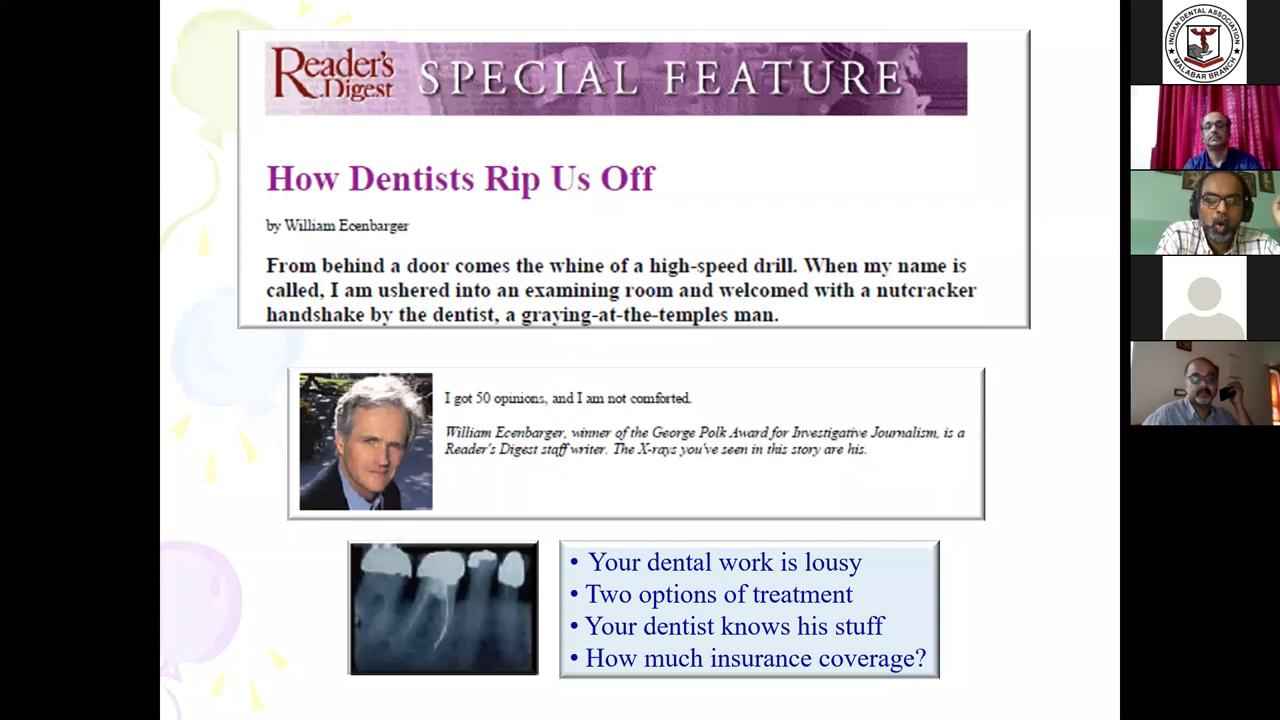 Reader's Digest SPECIAL FEATURE
How Dentists Rip Us Off
by William Ecenbarger
From behind a door comes the whine of a high-speed drill. When my name is
called, I am ushered into an examining room and welcomed with a nutcracker
handshake by the dentist, a graying-at-the-temples man.
I got 50 opinions, and I am not comforted.
William Ecenbarger, winner of the George Polk Award for Investigative Journalism, is a
Reader's Digest staff writer. The X-rays you've seen in this story are his.
• Your dental work is lousy
• Two options of treatment
• Your dentist knows his stuff
• How much insurance coverage?
INDIAN DENTAL ASSOCIATION
MALABAR BRANCH